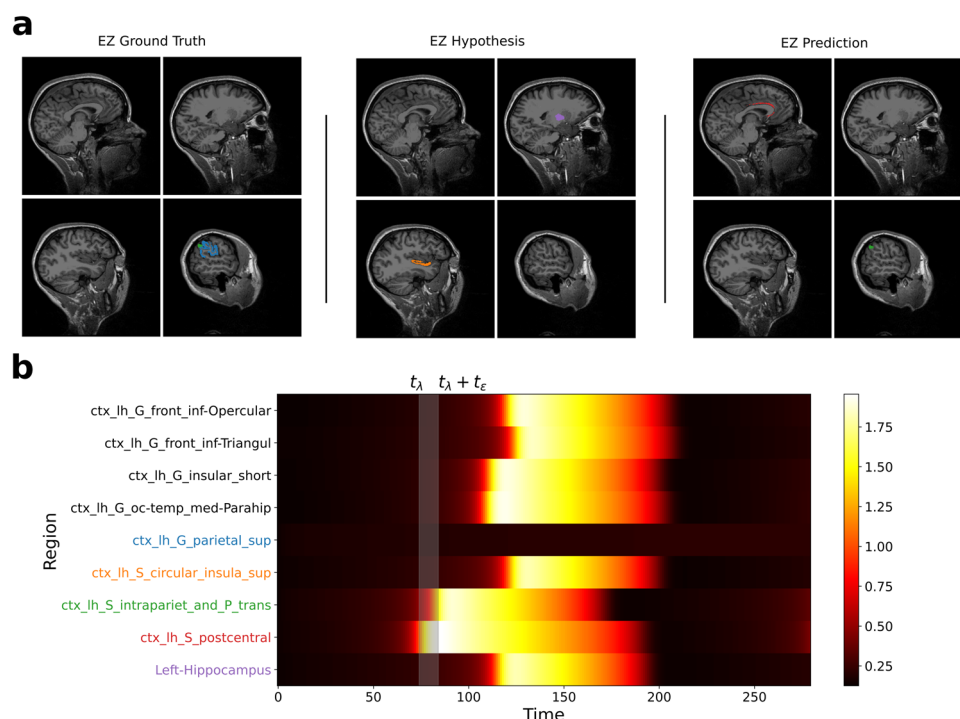 a
EZ Ground Truth
EZ Hypothesis
EZ Prediction
b
tλ tλ + tε
ctx_lh_G_front_inf-Opercular
ctx_lh_G_front_inf-Triangul
ctx_lh_G_insular_short
ctx_lh_G_oc-temp_med-Parahip
ctx_lh_G_parietal_sup
ctx_lh_S_circular_insula_sup
ctx_lh_S_intrapariet_and_P_trans
ctx_lh_S_postcentral
Left-Hippocampus
Region
0 50 100 150 200 250
Time
1.75
1.50
1.25
1.00
0.75
0.50
0.25